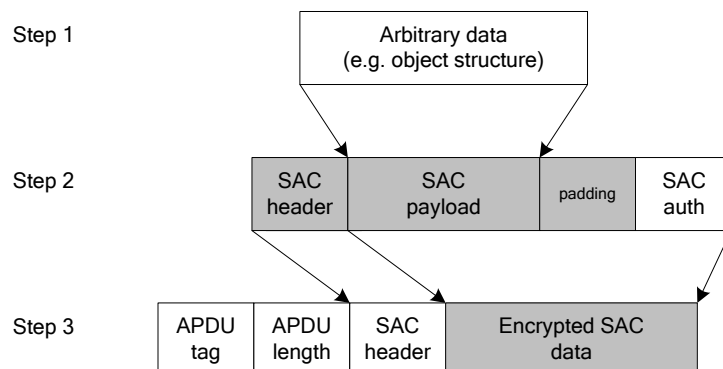 Step 1
Arbitrary data
(e.g. object structure)
Step 2
SAC
header
SAC
payload
padding
SAC
auth
Step 3
APDU
tag
APDU
length
SAC
header
Encrypted SAC
data